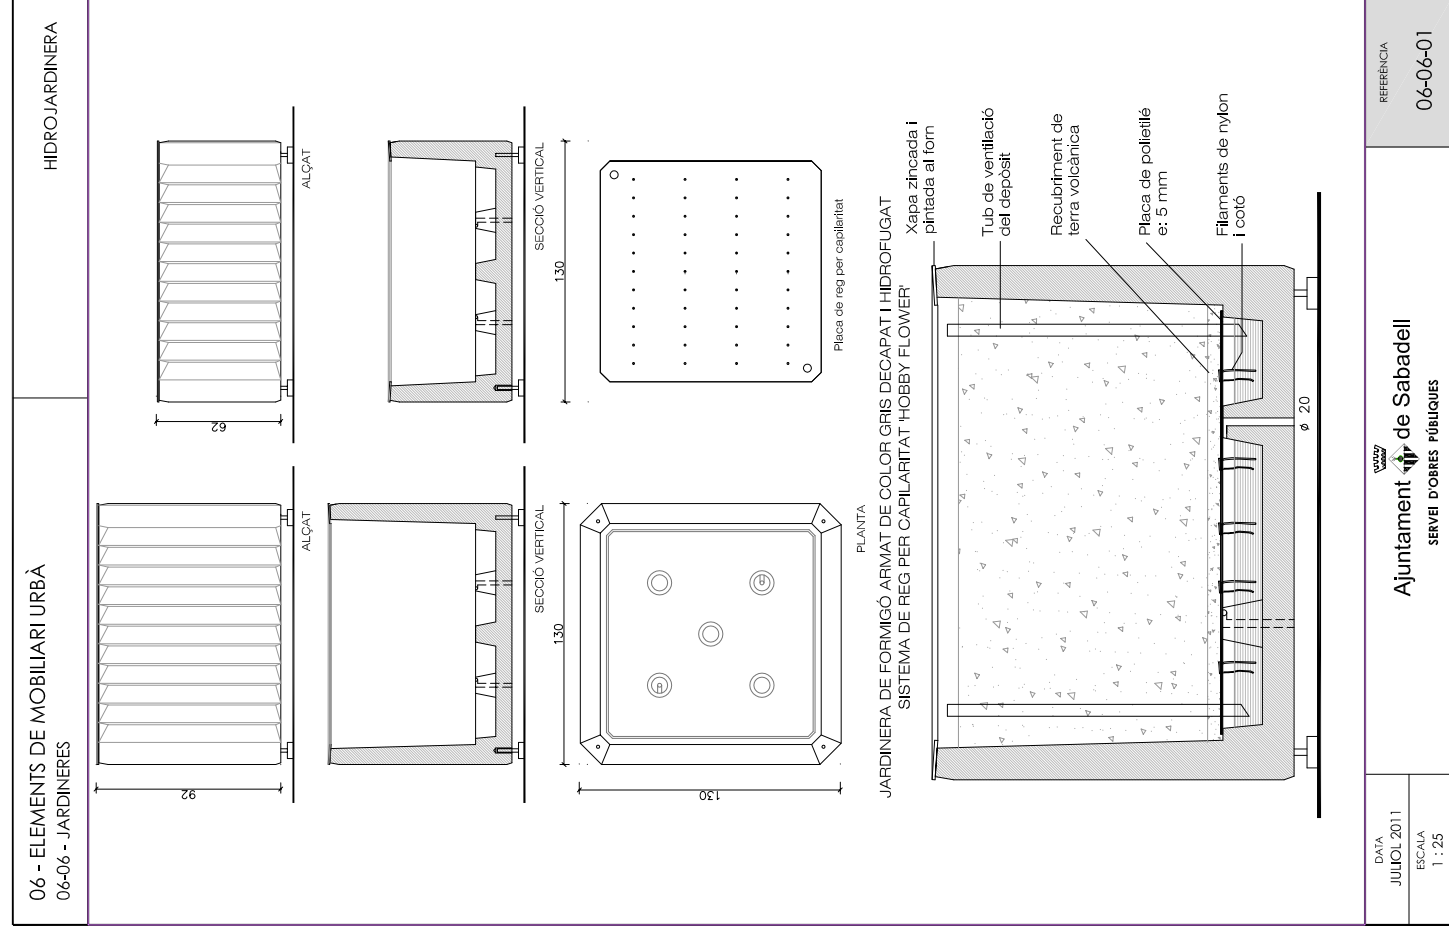 06 - ELEMENTS DE MOBILIARI URBÀ
06-06 - JARDINERES
HIDROJARDINERA
92
ALÇAT
62
ALÇAT
SECCIÓ VERTICAL
SECCIÓ VERTICAL
130
130
130
PLANTA
Placa de reg per capilaritat
JARDINERA DE FORMIGÓ ARMAT DE COLOR GRIS DECAPAT I HIDROFUGAT
SISTEMA DE REG PER CAPILARITAT 'HOBBY FLOWER'
Xapa zincada i
pintada al forn
Tub de ventilació
del depòsit
Recubriment de
terra volcànica
Placa de polietilé
e: 5 mm
Filaments de nylon
i cotó
ø 20
DATA
JULIOL 2011
ESCALA
1 : 25
Ajuntament de Sabadell
SERVEI D'OBRES PÚBLIQUES
REFERÈNCIA
06-06-01